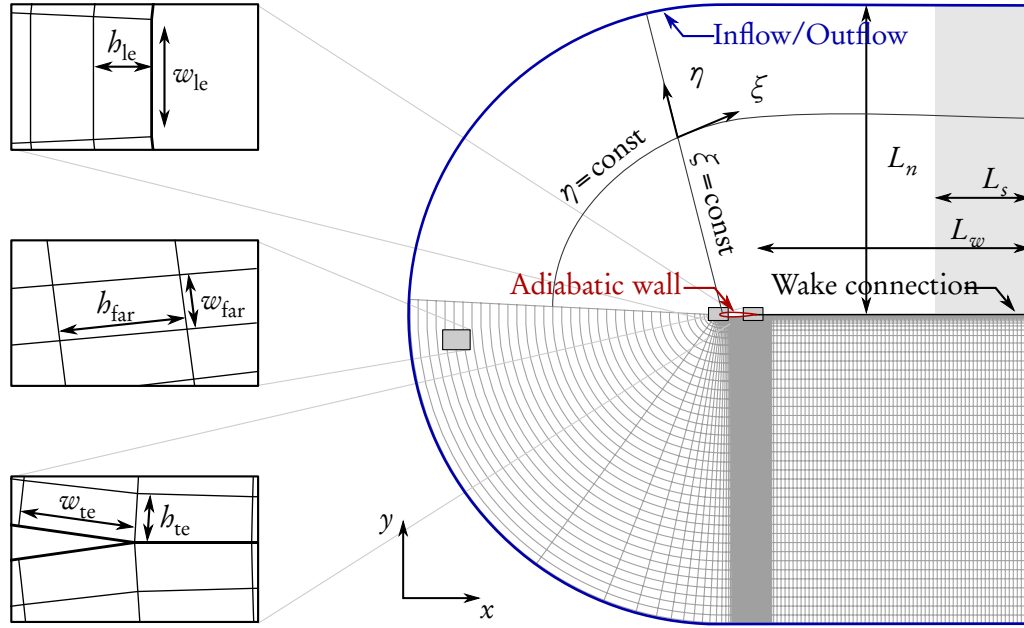 h_le
w_le
Inflow/Outflow
η
ξ
η=const
ξ=const
L_n
L_s
L_w
h_far
w_far
Adiabatic wall
Wake connection
w_te
h_te
y
x